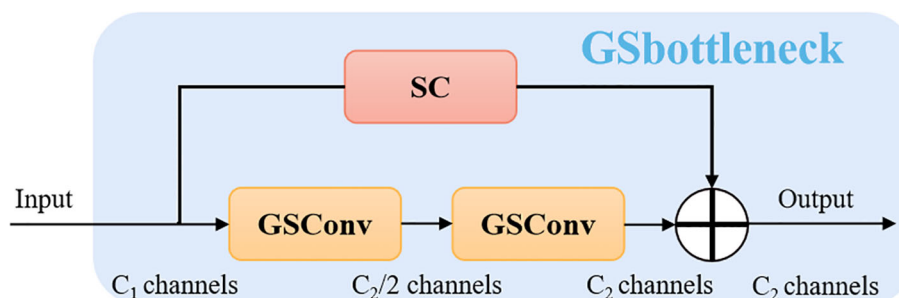 GSbottleneck
SC
Input
GSConv
GSConv
Output
C₁ channels
C₂/2 channels
C₂ channels
C₂ channels